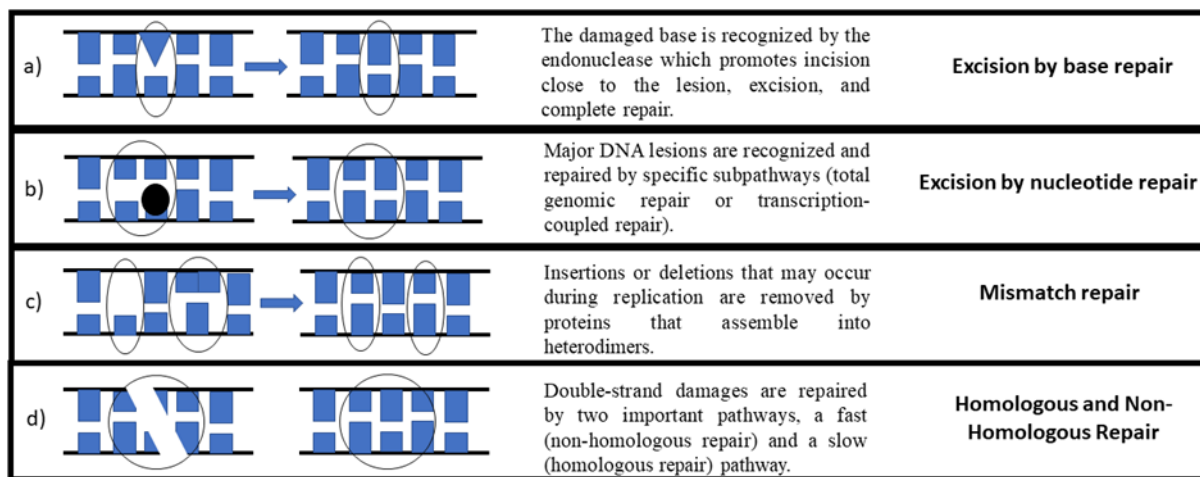 a)
The damaged base is recognized by the
endonuclease which promotes incision
close to the lesion, excision, and
complete repair.
Excision by base repair
b)
Major DNA lesions are recognized and
repaired by specific subpathways (total
genomic repair or transcription-
coupled repair).
Excision by nucleotide repair
c)
Insertions or deletions that may occur
during replication are removed by
proteins that assemble into
heterodimers.
Mismatch repair
d)
Double-strand damages are repaired
by two important pathways, a fast
(non-homologous repair) and a slow
(homologous repair) pathway.
Homologous and Non-
Homologous Repair